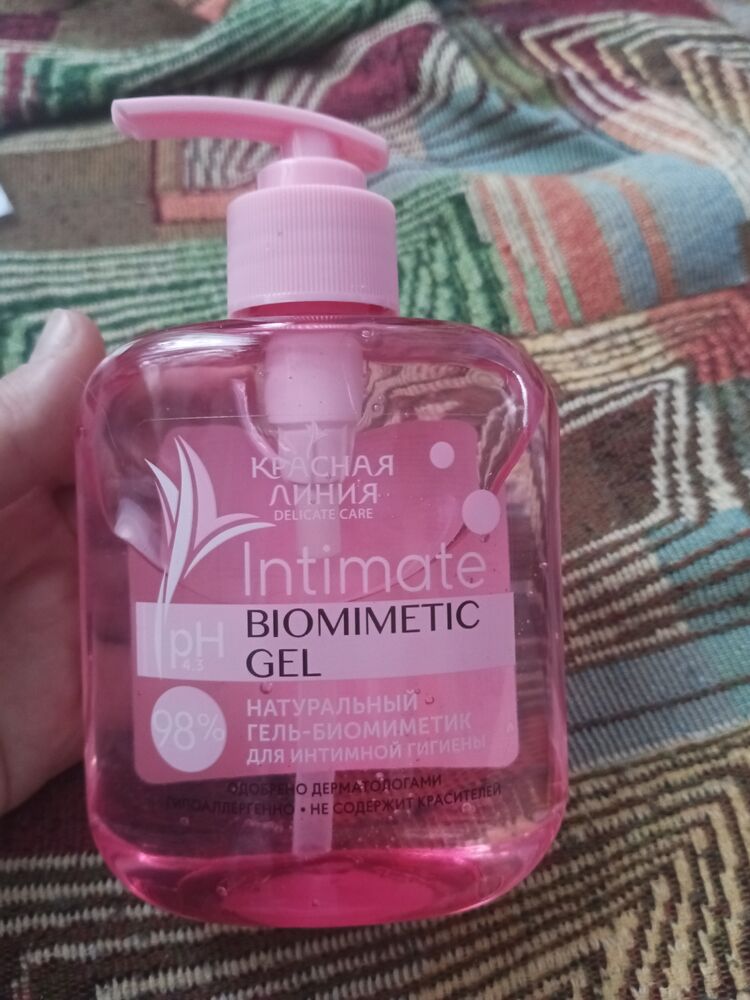 КРАСНАЯ
ЛИНИЯ
DELICATE CARE
Intimate
pH
4.3
BIOMIMETIC
GEL
98%
НАТУРАЛЬНЫЙ
ГЕЛЬ-БИОМИМЕТИК
ДЛЯ ИНТИМНОЙ ГИГИЕНЫ
ОДОБРЕНО ДЕРМАТОЛОГАМИ
ГИПОАЛЛЕРГЕННО • НЕ СОДЕРЖИТ КРАСИТЕЛЕЙ